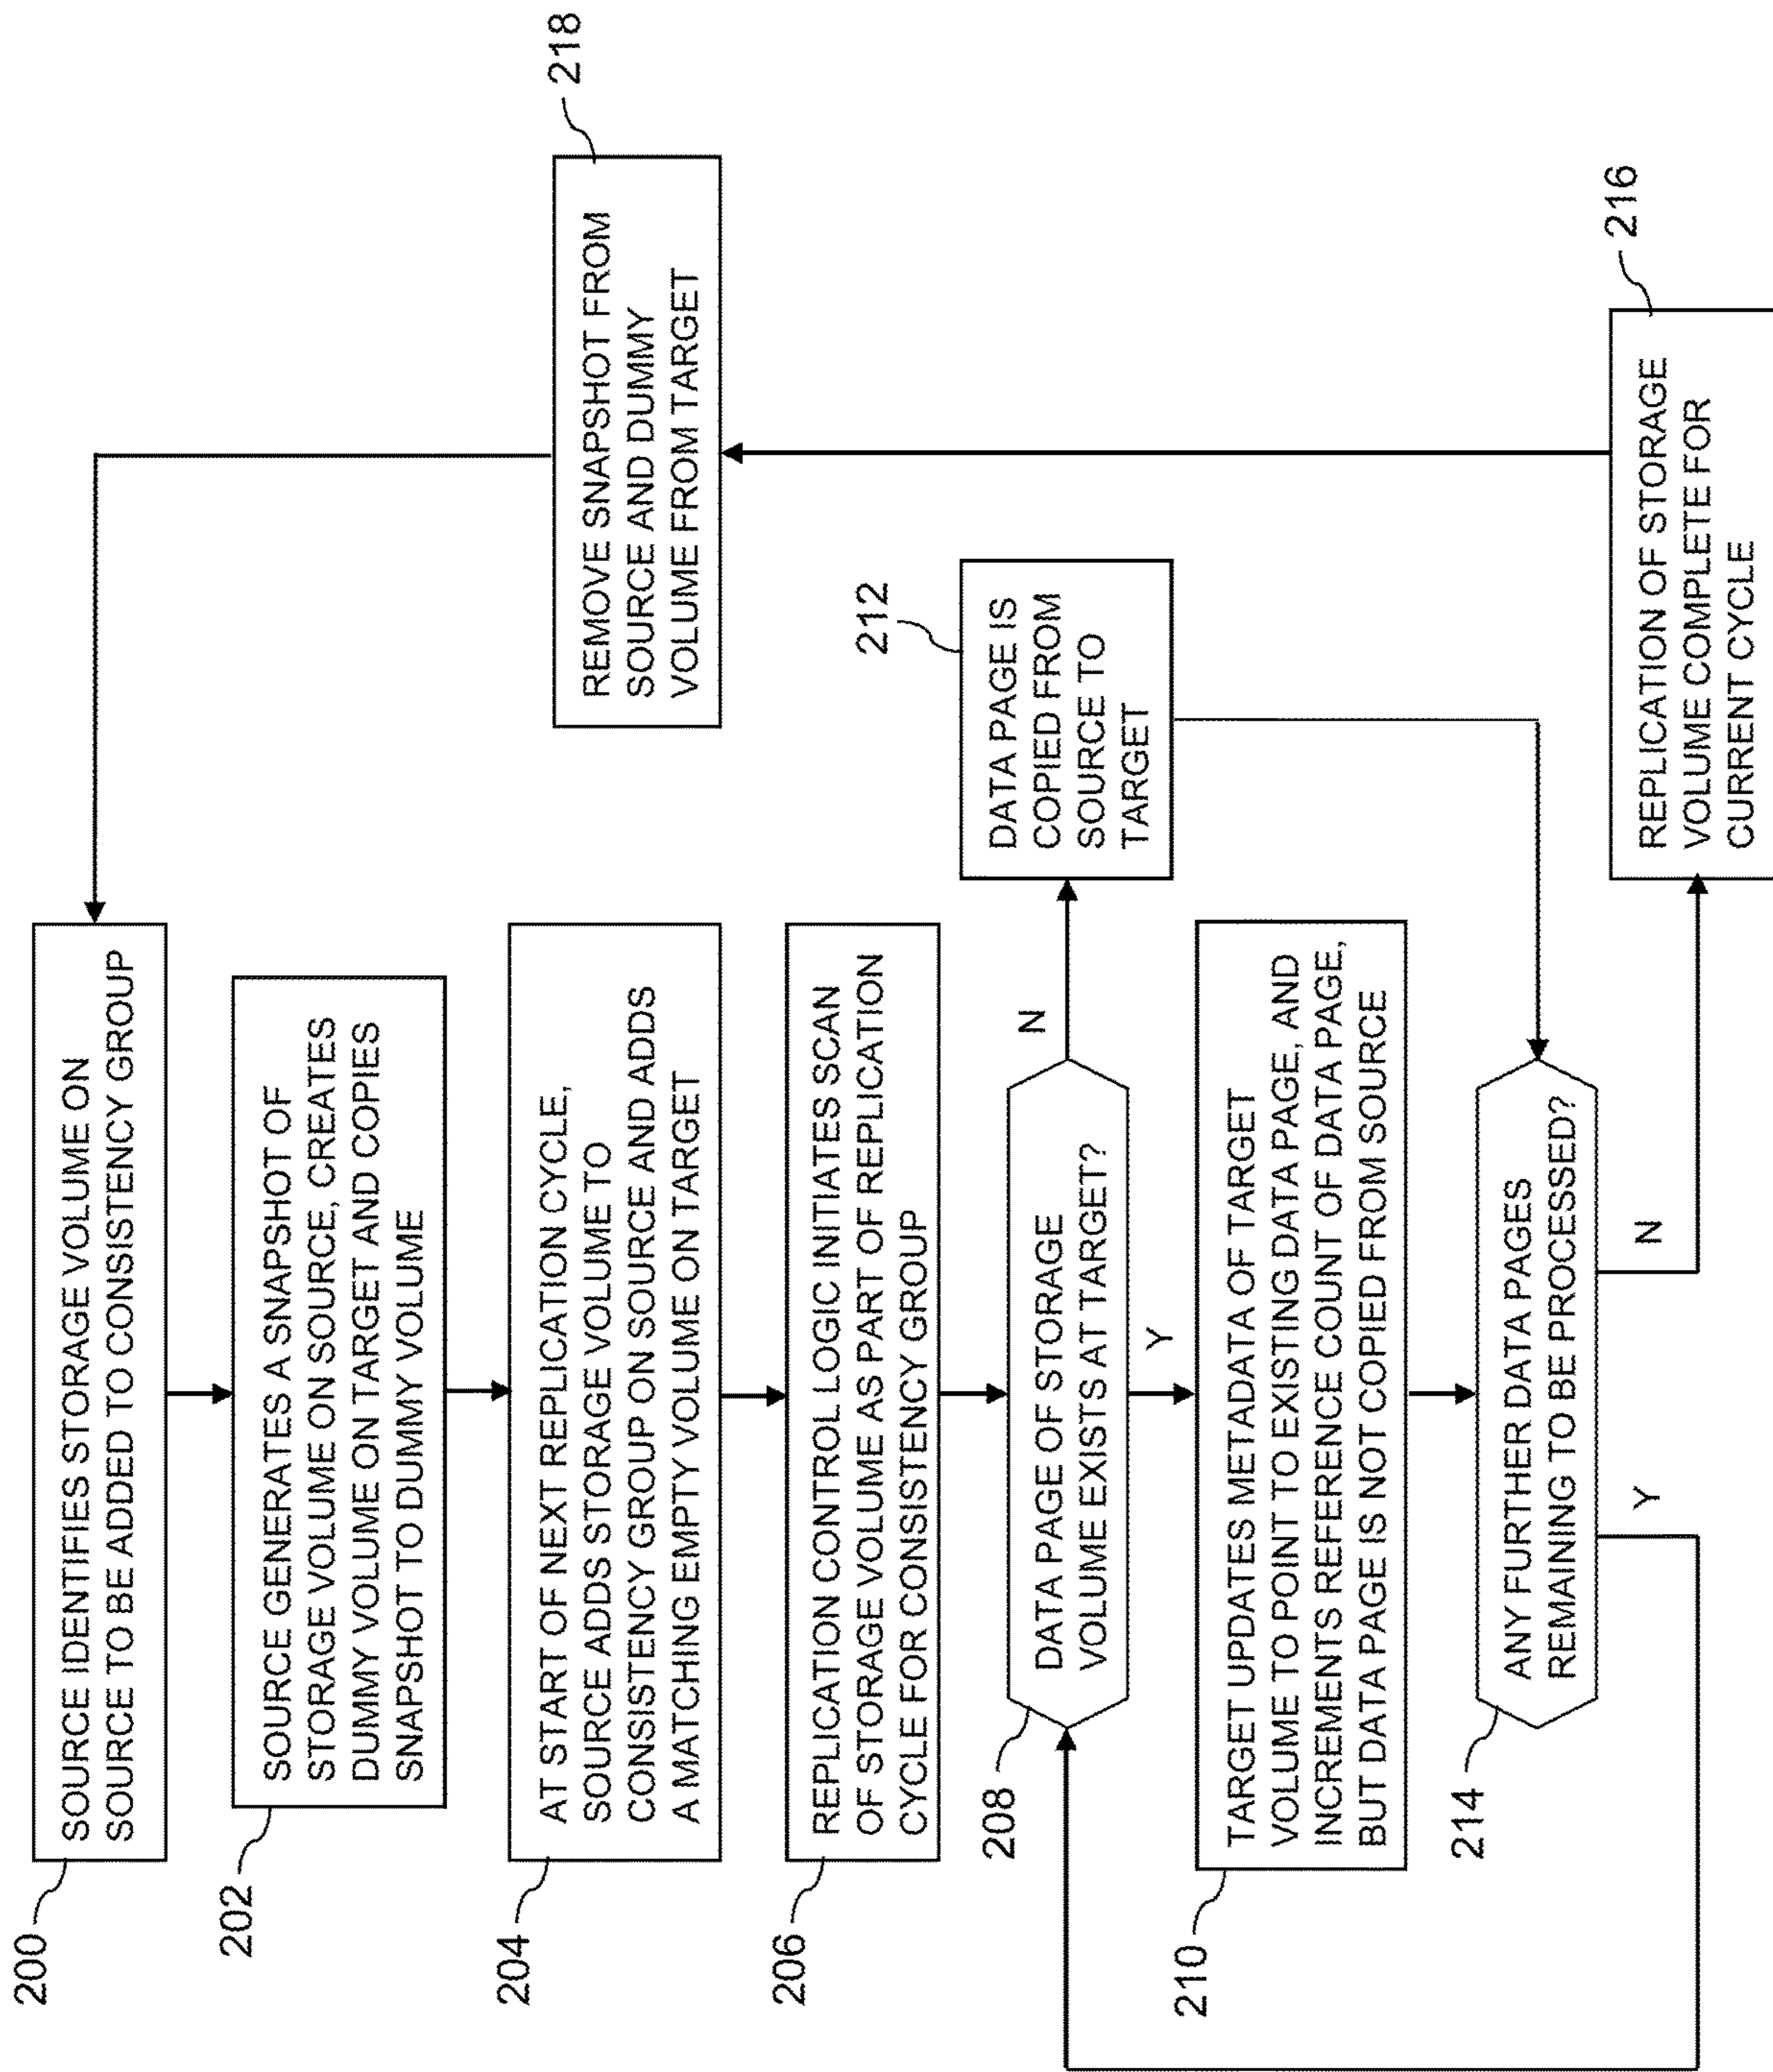 200
SOURCE IDENTIFIES STORAGE VOLUME ON
SOURCE TO BE ADDED TO CONSISTENCY GROUP
202
SOURCE GENERATES A SNAPSHOT OF
STORAGE VOLUME ON SOURCE, CREATES
DUMMY VOLUME ON TARGET AND COPIES
SNAPSHOT TO DUMMY VOLUME
204
AT START OF NEXT REPLICATION CYCLE,
SOURCE ADDS STORAGE VOLUME TO
CONSISTENCY GROUP ON SOURCE AND ADDS
A MATCHING EMPTY VOLUME ON TARGET
206
REPLICATION CONTROL LOGIC INITIATES SCAN
OF STORAGE VOLUME AS PART OF REPLICATION
CYCLE FOR CONSISTENCY GROUP
208
DATA PAGE OF STORAGE
VOLUME EXISTS AT TARGET?
N
Y
212
DATA PAGE IS
COPIED FROM
SOURCE TO
TARGET
210
TARGET UPDATES METADATA OF TARGET
VOLUME TO POINT TO EXISTING DATA PAGE, AND
INCREMENTS REFERENCE COUNT OF DATA PAGE,
BUT DATA PAGE IS NOT COPIED FROM SOURCE
214
ANY FURTHER DATA PAGES
REMAINING TO BE PROCESSED?
Y
N
216
REPLICATION OF STORAGE
VOLUME COMPLETE FOR
CURRENT CYCLE
218
REMOVE SNAPSHOT FROM
SOURCE AND DUMMY
VOLUME FROM TARGET